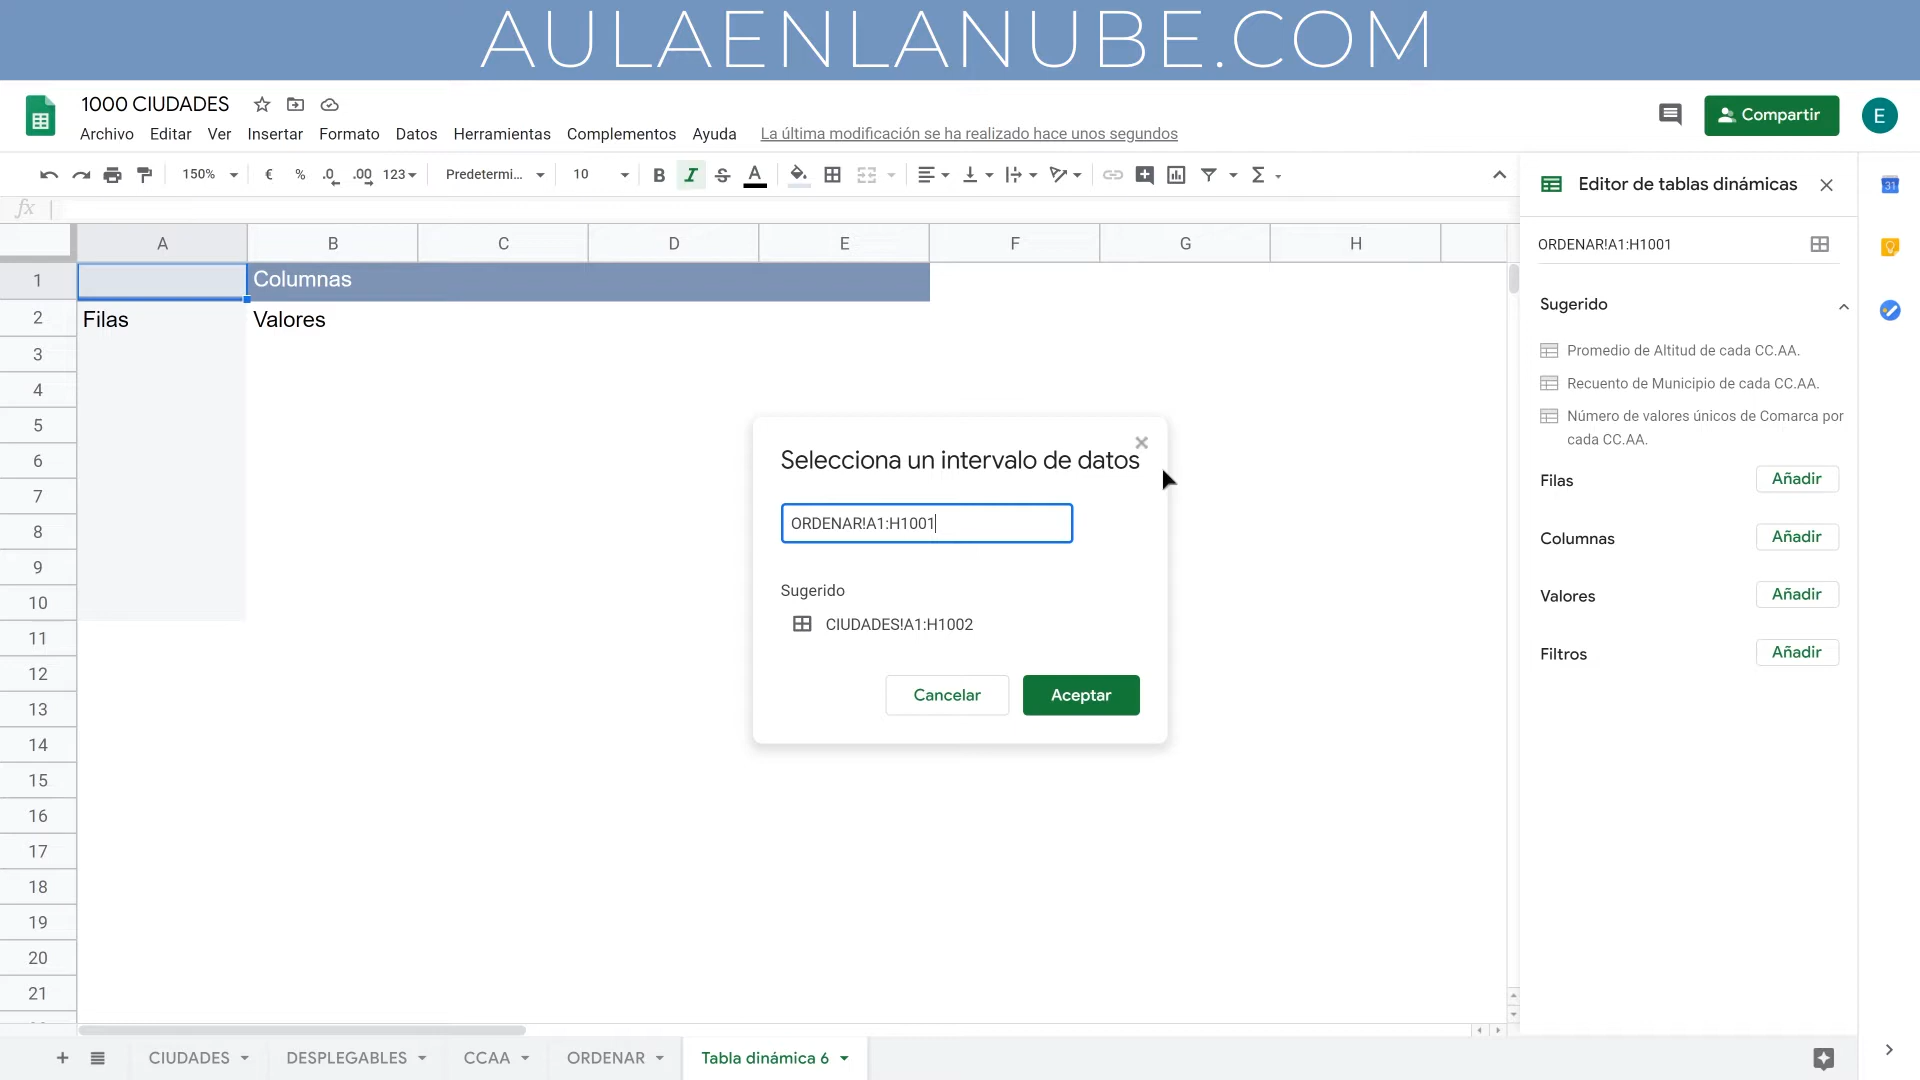 AULAENLANUBE.COM
1000 CIUDADES
Archivo Editar Ver Insertar Formato Datos Herramientas Complementos Ayuda La última modificación se ha realizado hace unos segundos
Compartir
E
150% € % .0 .00 123 Predetermi... 10 B I S A Σ
fx
A B C D E F G H
1 Columnas
2 Filas Valores
3
4
5
6
7
8
9
10
11
12
13
14
15
16
17
18
19
20
21
Selecciona un intervalo de datos
ORDENAR!A1:H1001
Sugerido
CIUDADES!A1:H1002
Cancelar Aceptar
Editor de tablas dinámicas
ORDENAR!A1:H1001
Sugerido
Promedio de Altitud de cada CC.AA.
Recuento de Municipio de cada CC.AA.
Número de valores únicos de Comarca por
cada CC.AA.
Filas Añadir
Columnas Añadir
Valores Añadir
Filtros Añadir
31
CIUDADES DESPLEGABLES CCAA ORDENAR Tabla dinámica 6